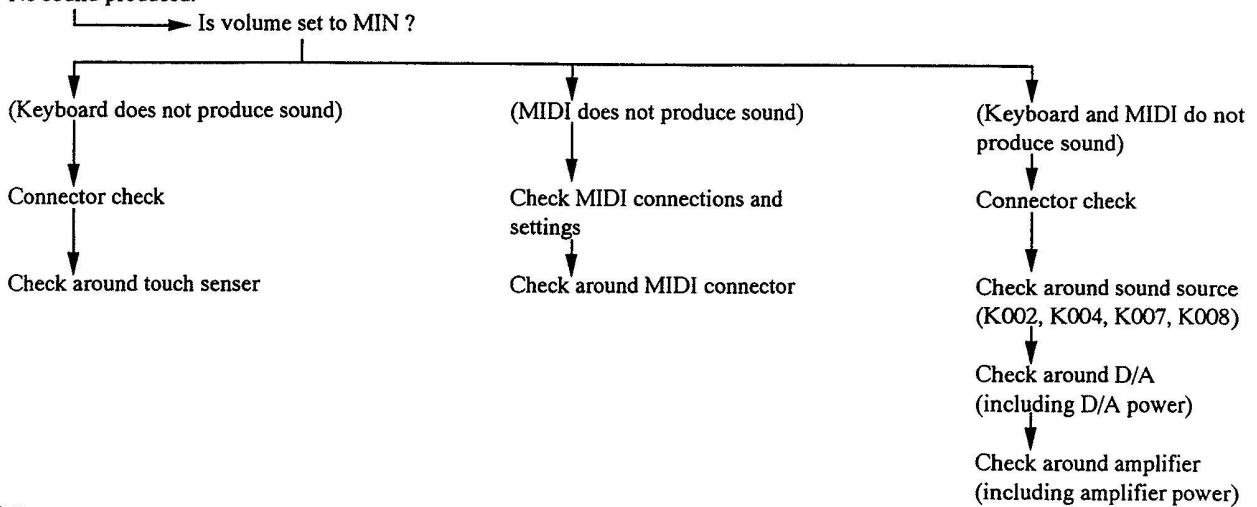 No sound produced.
Is volume set to MIN ?
(Keyboard does not produce sound)
Connector check
Check around touch senser
(MIDI does not produce sound)
Check MIDI connections and
settings
Check around MIDI connector
(Keyboard and MIDI do not
produce sound)
Connector check
Check around sound source
(K002, K004, K007, K008)
Check around D/A
(including D/A power)
Check around amplifier
(including amplifier power)